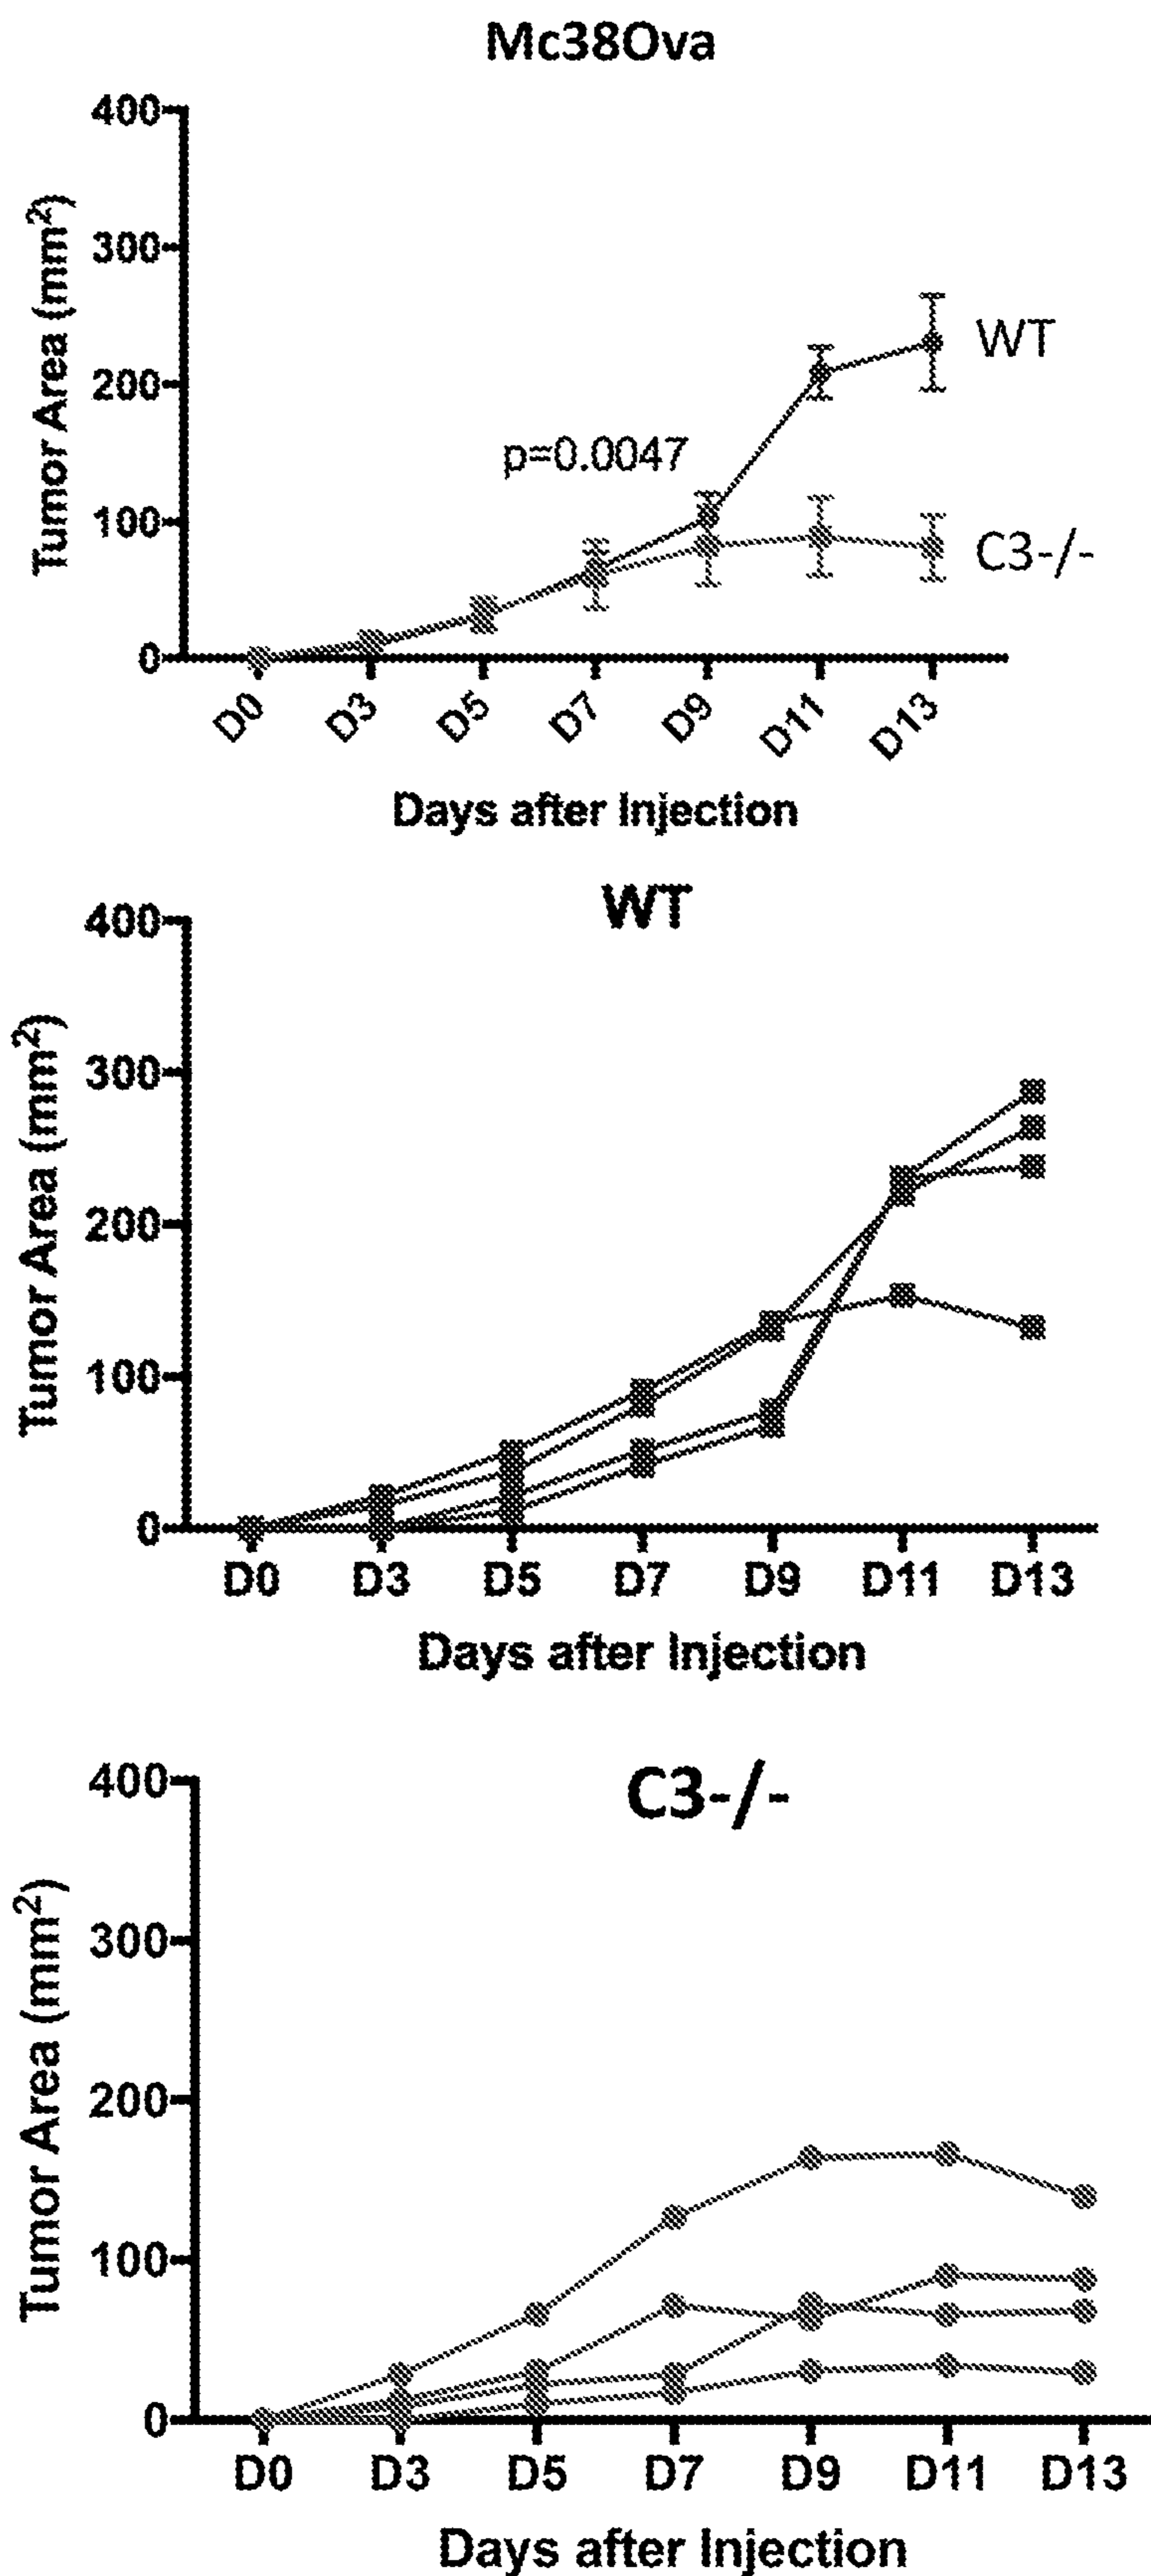 Mc38Ova
400
300
200
100
0
Tumor Area (mm²)
WT
p=0.0047
C3-/-
D0 D3 D5 D7 D9 D11 D13
Days after Injection
WT
400
300
200
100
0
Tumor Area (mm²)
D0 D3 D5 D7 D9 D11 D13
Days after Injection
C3-/-
400
300
200
100
0
Tumor Area (mm²)
D0 D3 D5 D7 D9 D11 D13
Days after Injection